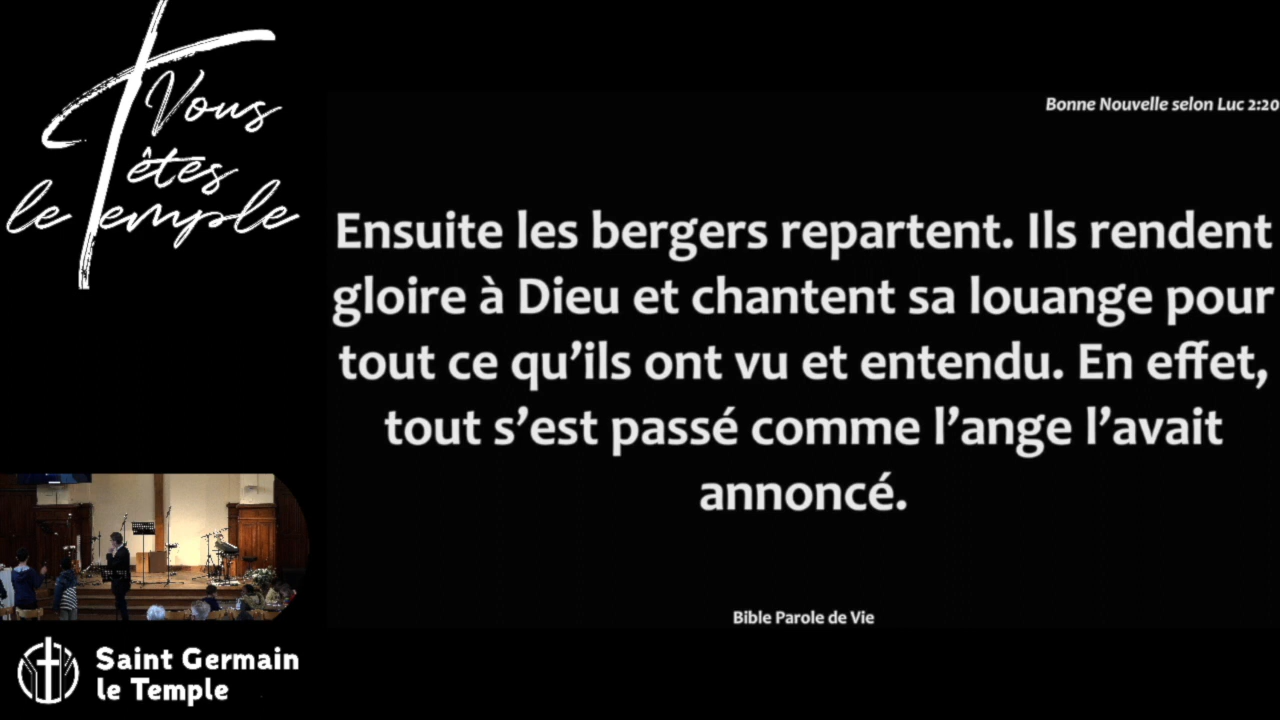 Vous
êtes
le Temple
Bonne Nouvelle selon Luc 2:20
Ensuite les bergers repartent. Ils rendent
gloire à Dieu et chantent sa louange pour
tout ce qu’ils ont vu et entendu. En effet,
tout s’est passé comme l’ange l’avait
annoncé.
Bible Parole de Vie
Saint Germain
le Temple